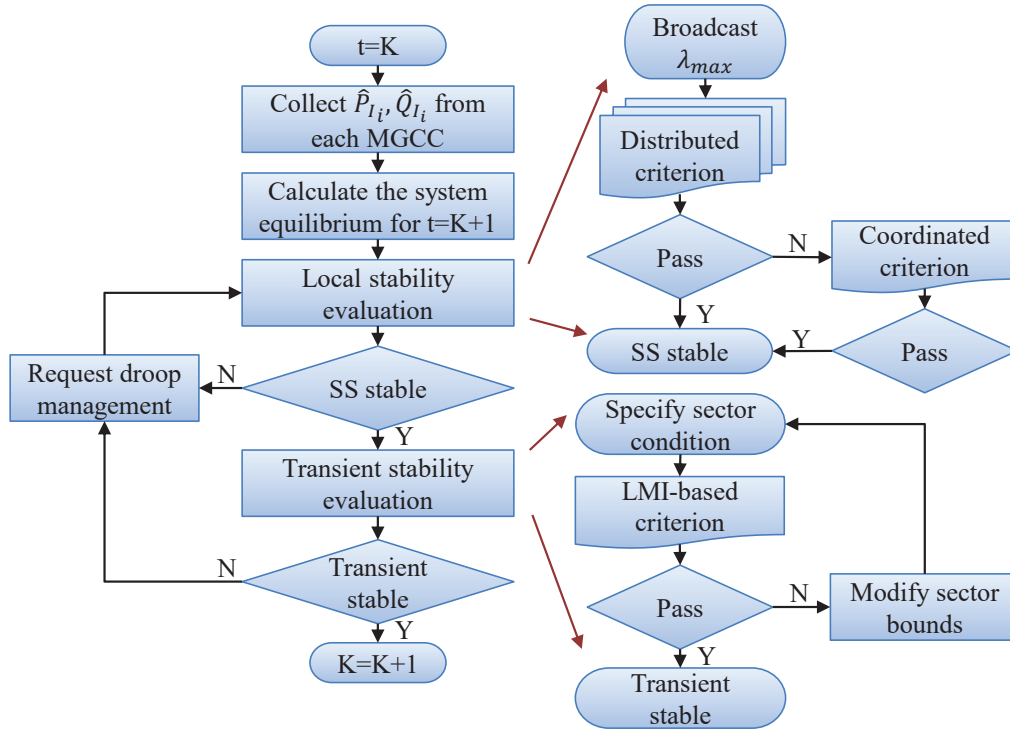 t=K
Collect P̂_{I_i}, Q̂_{I_i} from
each MGCC
Calculate the system
equilibrium for t=K+1
Local stability
evaluation
SS stable
N
Request droop
management
Y
Transient stability
evaluation
Transient
stable
N
Y
K=K+1
Broadcast
λ_{max}
Distributed
criterion
Pass
N
Coordinated
criterion
Y
Pass
Y
SS stable
Specify sector
condition
LMI-based
criterion
Pass
N
Modify sector
bounds
Y
Transient
stable